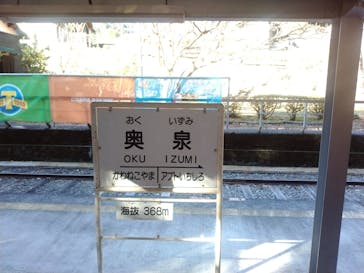 おく いずみ
奥 泉
OKU IZUMI
かわねこやま アプトいちしろ
海抜 368m